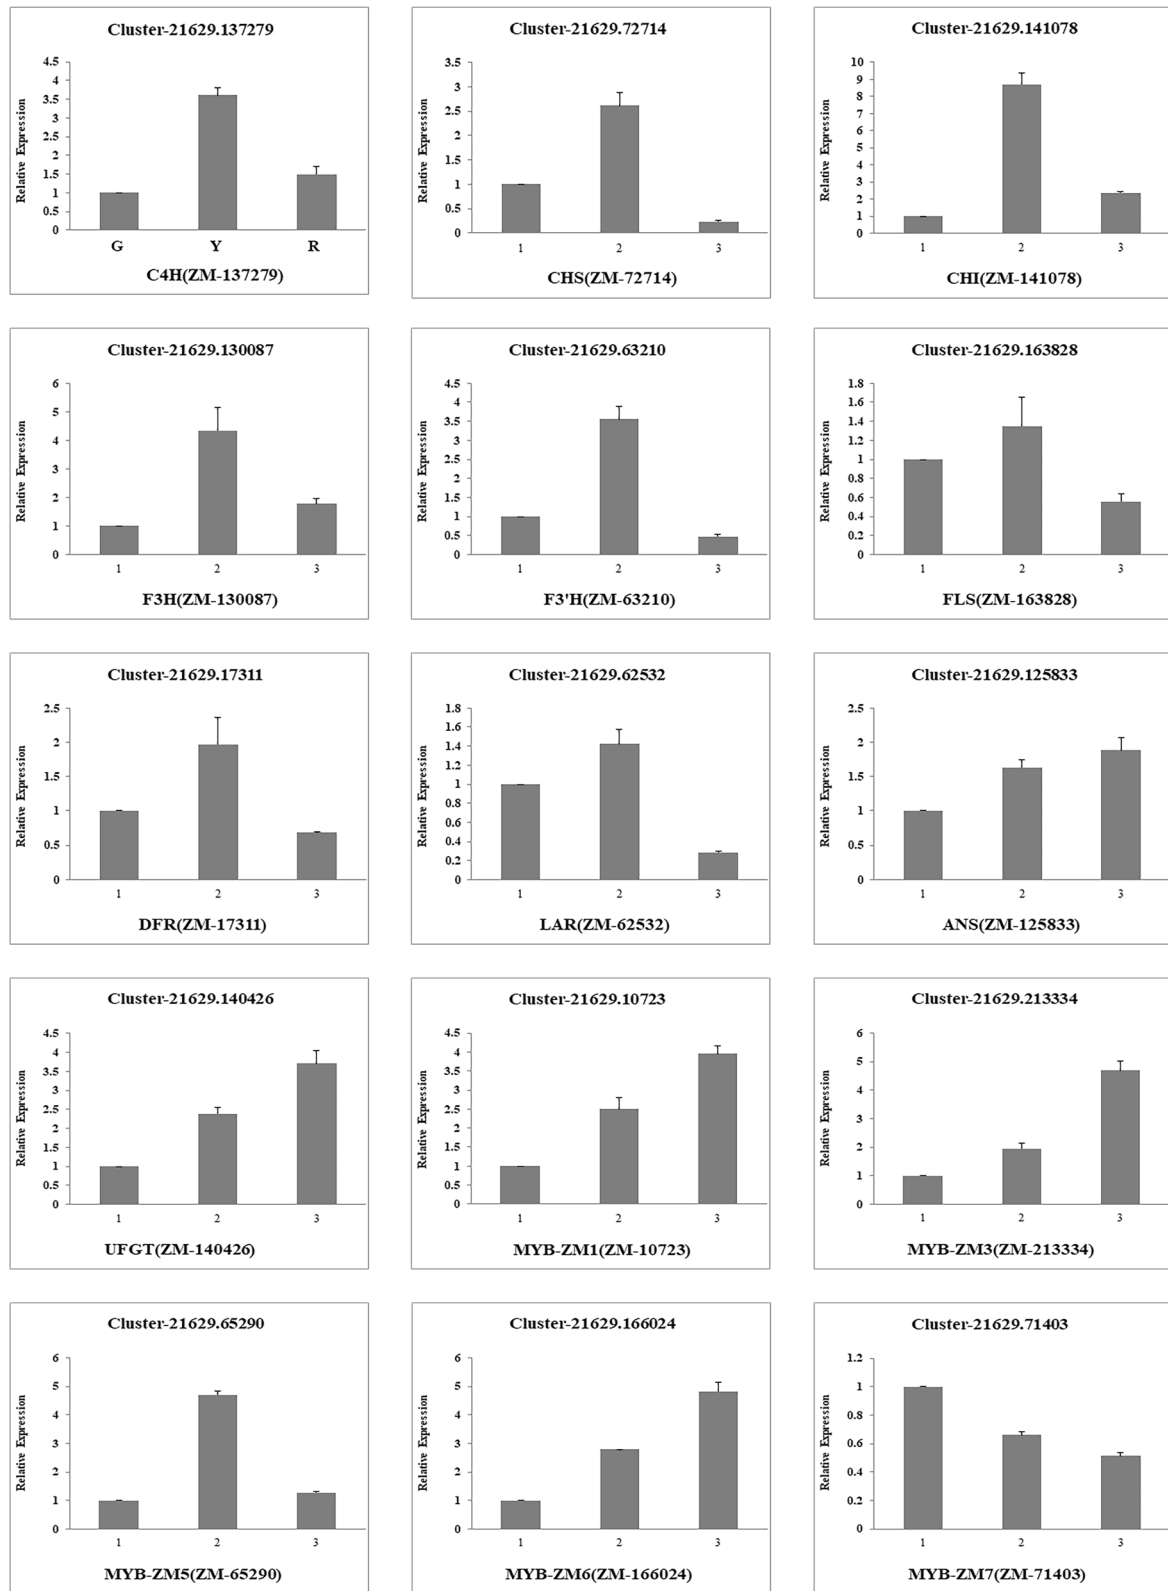 Cluster-21629.137279
Relative Expression
4.5
4
3.5
3
2.5
2
1.5
1
0.5
0
G Y R
C4H(ZM-137279)
Cluster-21629.72714
Relative Expression
3.5
3
2.5
2
1.5
1
0.5
0
1 2 3
CHS(ZM-72714)
Cluster-21629.141078
Relative Expression
10
9
8
7
6
5
4
3
2
1
0
1 2 3
CHI(ZM-141078)
Cluster-21629.130087
Relative Expression
6
5
4
3
2
1
0
1 2 3
F3H(ZM-130087)
Cluster-21629.63210
Relative Expression
4.5
4
3.5
3
2.5
2
1.5
1
0.5
0
1 2 3
F3'H(ZM-63210)
Cluster-21629.163828
Relative Expression
1.8
1.6
1.4
1.2
1
0.8
0.6
0.4
0.2
0
1 2 3
FLS(ZM-163828)
Cluster-21629.17311
Relative Expression
2.5
2
1.5
1
0.5
0
1 2 3
DFR(ZM-17311)
Cluster-21629.62532
Relative Expression
1.8
1.6
1.4
1.2
1
0.8
0.6
0.4
0.2
0
1 2 3
LAR(ZM-62532)
Cluster-21629.125833
Relative Expression
2.5
2
1.5
1
0.5
0
1 2 3
ANS(ZM-125833)
Cluster-21629.140426
Relative Expression
4.5
4
3.5
3
2.5
2
1.5
1
0.5
0
1 2 3
UFGT(ZM-140426)
Cluster-21629.10723
Relative Expression
4.5
4
3.5
3
2.5
2
1.5
1
0.5
0
1 2 3
MYB-ZM1(ZM-10723)
Cluster-21629.213334
Relative Expression
6
5
4
3
2
1
0
1 2 3
MYB-ZM3(ZM-213334)
Cluster-21629.65290
Relative Expression
6
5
4
3
2
1
0
1 2 3
MYB-ZM5(ZM-65290)
Cluster-21629.166024
Relative Expression
6
5
4
3
2
1
0
1 2 3
MYB-ZM6(ZM-166024)
Cluster-21629.71403
Relative Expression
1.2
1
0.8
0.6
0.4
0.2
0
1 2 3
MYB-ZM7(ZM-71403)